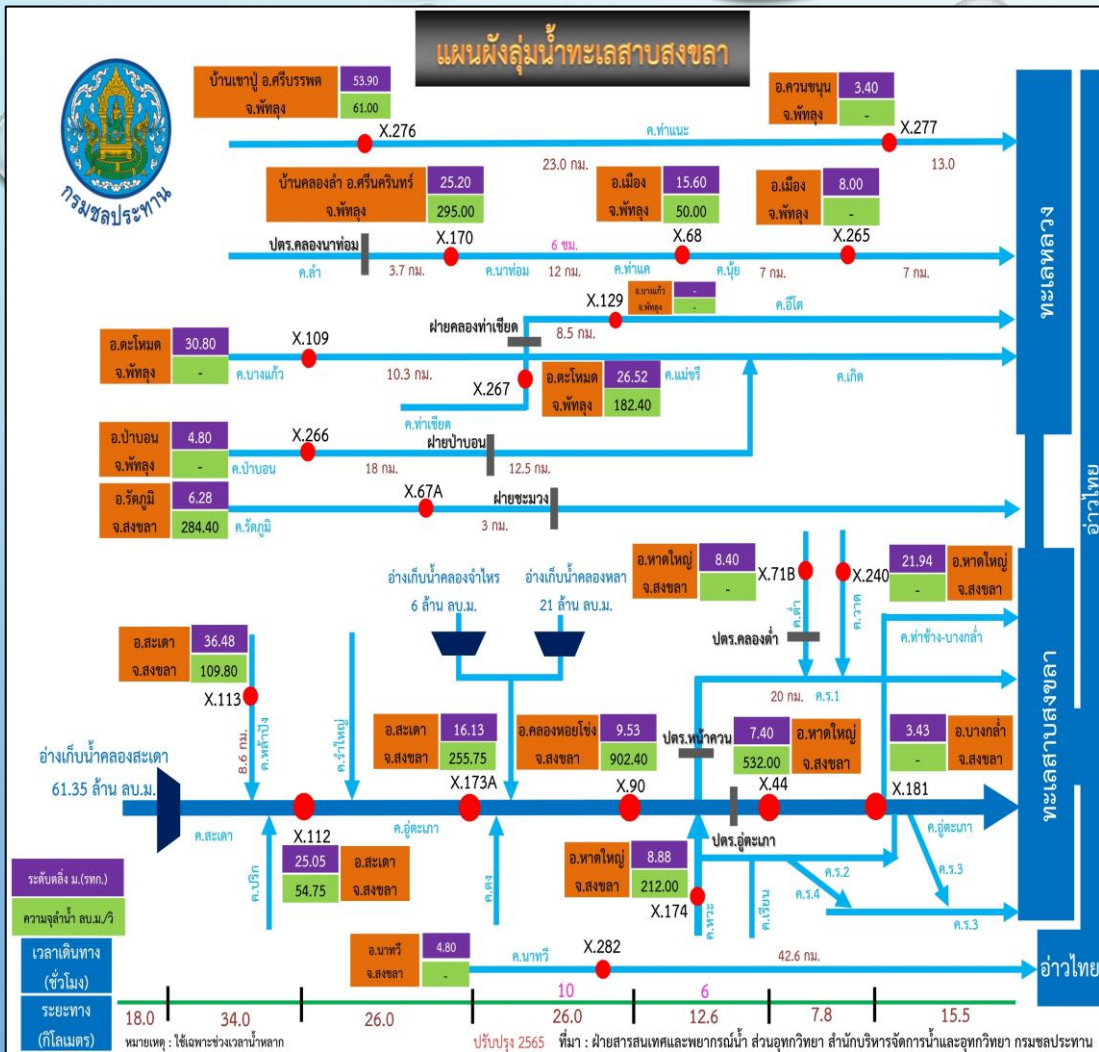 แผนผังลุ่มน้ำทะเลสาบสงขลา
กรมชลประทาน
บ้านเขาปู่ อ.ศรีบรรพต
จ.พัทลุง
53.90
61.00
X.276
ค.ท่าแนะ
23.0 กม.
อ.ควนขนุน
จ.พัทลุง
3.40
-
X.277
13.0
บ้านคลองลำ อ.ศรีนครินทร์
จ.พัทลุง
25.20
295.00
อ.เมือง
จ.พัทลุง
15.60
50.00
อ.เมือง
จ.พัทลุง
8.00
-
ปตร.คลองนาท่อม
X.170
6 ชม.
X.68
X.265
ค.ลำ
3.7 กม.
ค.นาท่อม
12 กม.
ค.ท่าแค
ค.นุ้ย
7 กม.
7 กม.
ทะเลหลวง
X.129
อ.บางแก้ว
จ.พัทลุง
-
-
ค.อีโต
ฝายคลองท่าเชียด
8.5 กม.
อ.ตะโหมด
จ.พัทลุง
30.80
-
X.109
ค.บางแก้ว
10.3 กม.
X.267
อ.ตะโหมด
จ.พัทลุง
26.52
182.40
ค.แม่ขรี
ค.เกิด
ค.ท่าเชียด
อ.ป่าบอน
จ.พัทลุง
4.80
-
X.266
ฝายป่าบอน
ค.ป่าบอน
18 กม.
12.5 กม.
อ.รัตภูมิ
จ.สงขลา
6.28
284.40
X.67A
ฝายชะมวง
ค.รัตภูมิ
3 กม.
อ่าวไทย
อ่างเก็บน้ำคลองจำไหร
6 ล้าน ลบ.ม.
อ่างเก็บน้ำคลองหลา
21 ล้าน ลบ.ม.
อ.หาดใหญ่
จ.สงขลา
8.40
-
X.71B
ค.ต่ำ
X.240
ค.วาด
21.94
-
อ.หาดใหญ่
จ.สงขลา
ปตร.คลองต่ำ
ค.ท่าช้าง-บางกล่ำ
20 กม.
ค.ร.1
อ.สะเดา
จ.สงขลา
36.48
109.80
X.113
8.6 กม.
ค.หล้าปัง
ค.รำใหญ่
อ.สะเดา
จ.สงขลา
16.13
255.75
อ.คลองหอยโข่ง
จ.สงขลา
9.53
902.40
ปตร.หน้าควน
7.40
532.00
อ.หาดใหญ่
จ.สงขลา
3.43
-
อ.บางกล่ำ
จ.สงขลา
ทะเลสาบสงขลา
อ่างเก็บน้ำคลองสะเดา
61.35 ล้าน ลบ.ม.
X.173A
X.90
X.44
X.181
ค.สะเดา
X.112
ค.อู่ตะเภา
ปตร.อู่ตะเภา
ค.อู่ตะเภา
ค.ปริก
25.05
54.75
อ.สะเดา
จ.สงขลา
ค.ตง
อ.หาดใหญ่
จ.สงขลา
8.88
212.00
X.174
ค.หวะ
ค.เรียน
ค.ร.2
ค.ร.4
ค.ร.3
ค.ร.3
ระดับตลิ่ง ม.(รทก.)
ความจุลำน้ำ ลบ.ม./วิ
อ.นาทวี
จ.สงขลา
4.80
-
ค.นาทวี
X.282
42.6 กม.
อ่าวไทย
เวลาเดินทาง
(ชั่วโมง)
10
6
ระยะทาง
(กิโลเมตร)
18.0
34.0
26.0
26.0
12.6
7.8
15.5
หมายเหตุ : ใช้เฉพาะช่วงเวลาน้ำหลาก
ปรับปรุง 2565
ที่มา : ฝ่ายสารสนเทศและพยากรณ์น้ำ ส่วนอุทกวิทยา สำนักบริหารจัดการน้ำและอุทกวิทยา กรมชลประทาน